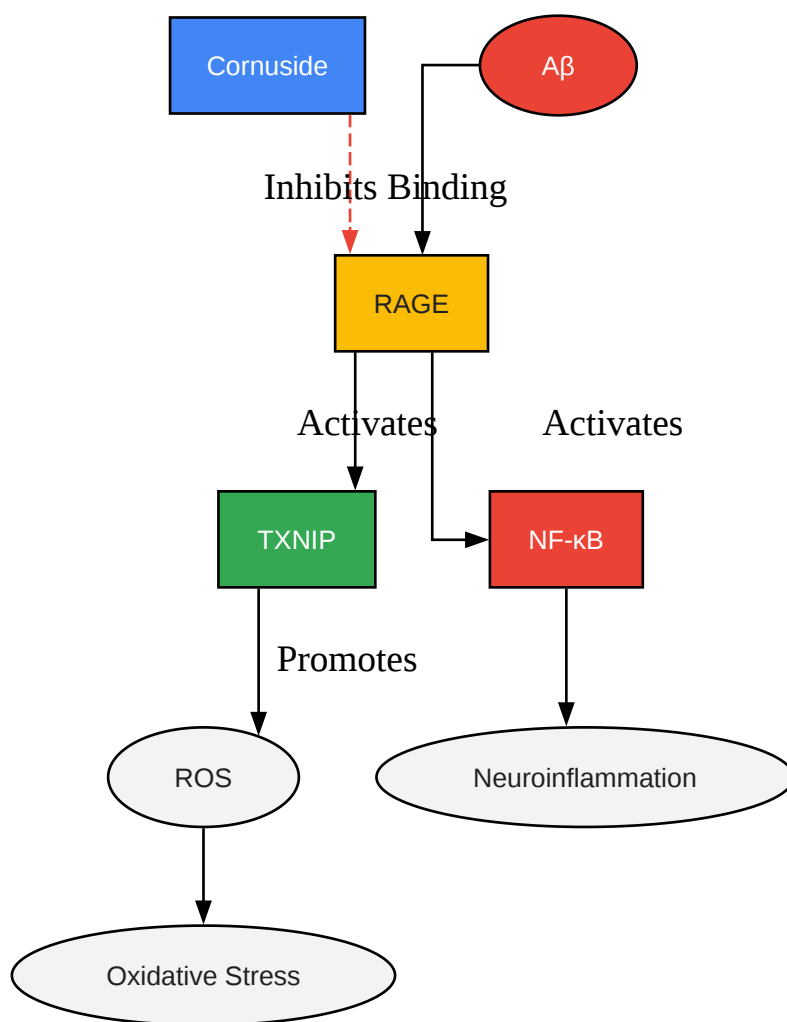 Cornuside
Aβ
Inhibits Binding
RAGE
Activates
Activates
TXNIP
NF-κB
Promotes
ROS
Neuroinflammation
Oxidative Stress